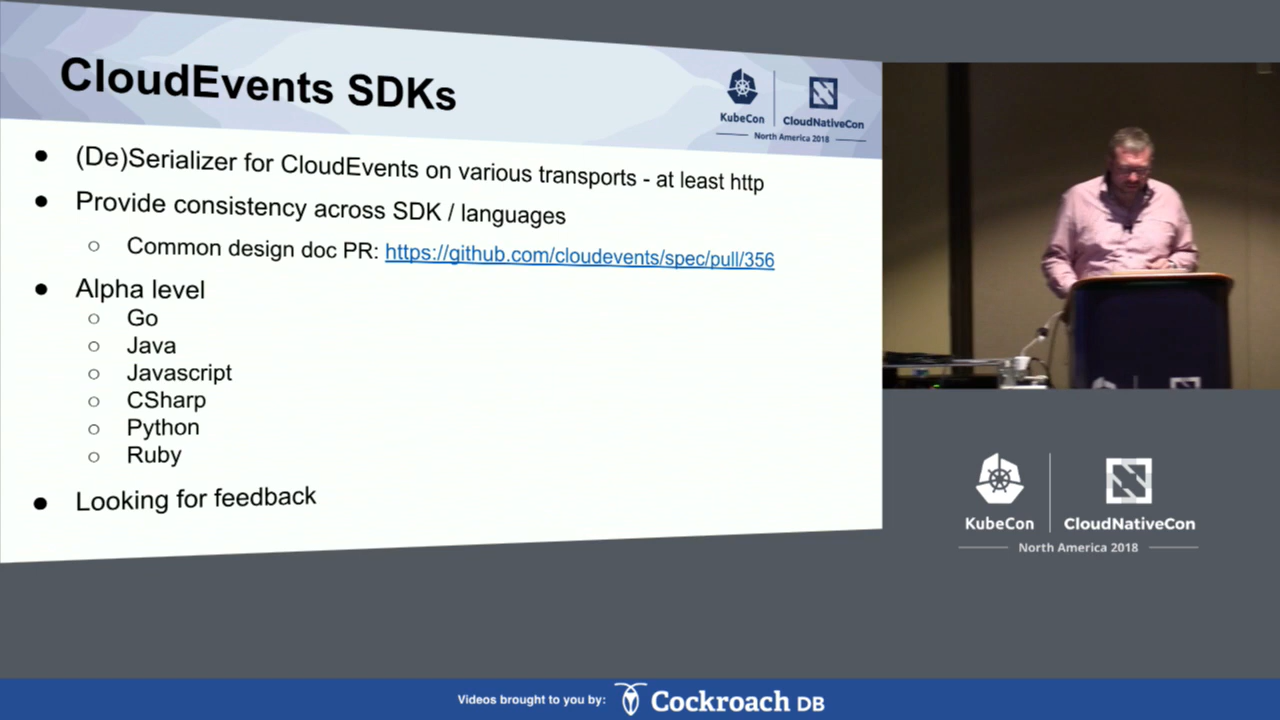 CloudEvents SDKs
KubeCon
CloudNativeCon
North America 2018
● (De)Serializer for CloudEvents on various transports - at least http
● Provide consistency across SDK / languages
○ Common design doc PR: https://github.com/cloudevents/spec/pull/356
● Alpha level
○ Go
○ Java
○ Javascript
○ CSharp
○ Python
○ Ruby
● Looking for feedback
KubeCon
CloudNativeCon
North America 2018
Videos brought to you by: Cockroach DB